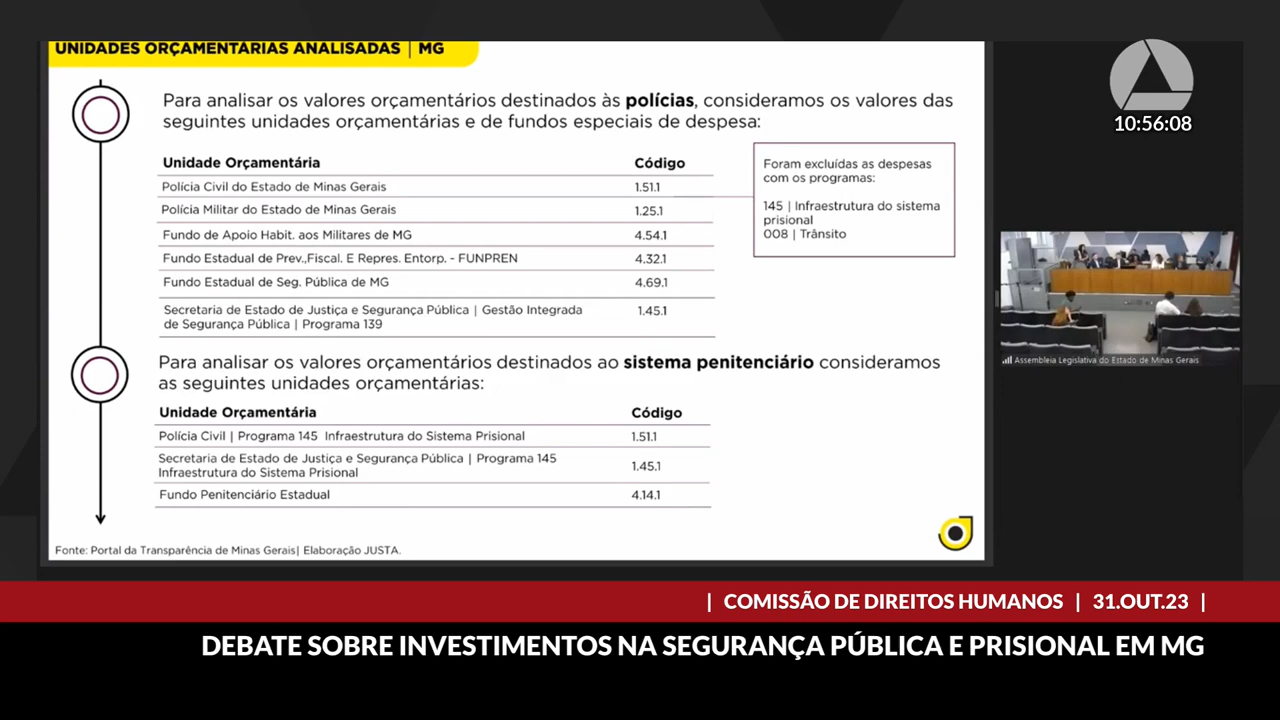 UNIDADES ORÇAMENTÁRIAS ANALISADAS | MG
Para analisar os valores orçamentários destinados às polícias, consideramos os valores das
seguintes unidades orçamentárias e de fundos especiais de despesa:
Unidade Orçamentária Código
Polícia Civil do Estado de Minas Gerais 1.51.1
Polícia Militar do Estado de Minas Gerais 1.25.1
Fundo de Apoio Habit. aos Militares de MG 4.54.1
Fundo Estadual de Prev.,Fiscal. E Repres. Entorp. - FUNPREN 4.32.1
Fundo Estadual de Seg. Pública de MG 4.69.1
Secretaria de Estado de Justiça e Segurança Pública | Gestão Integrada
de Segurança Pública | Programa 139 1.45.1
Foram excluídas as despesas
com os programas:
145 | Infraestrutura do sistema
prisional
008 | Trânsito
Para analisar os valores orçamentários destinados ao sistema penitenciário consideramos
as seguintes unidades orçamentárias:
Unidade Orçamentária Código
Polícia Civil | Programa 145 Infraestrutura do Sistema Prisional 1.51.1
Secretaria de Estado de Justiça e Segurança Pública | Programa 145
Infraestrutura do Sistema Prisional 1.45.1
Fundo Penitenciário Estadual 4.14.1
Fonte: Portal da Transparência de Minas Gerais| Elaboração JUSTA.
10:56:08
Assembleia Legislativa do Estado de Minas Gerais
| COMISSÃO DE DIREITOS HUMANOS | 31.OUT.23 |
DEBATE SOBRE INVESTIMENTOS NA SEGURANÇA PÚBLICA E PRISIONAL EM MG